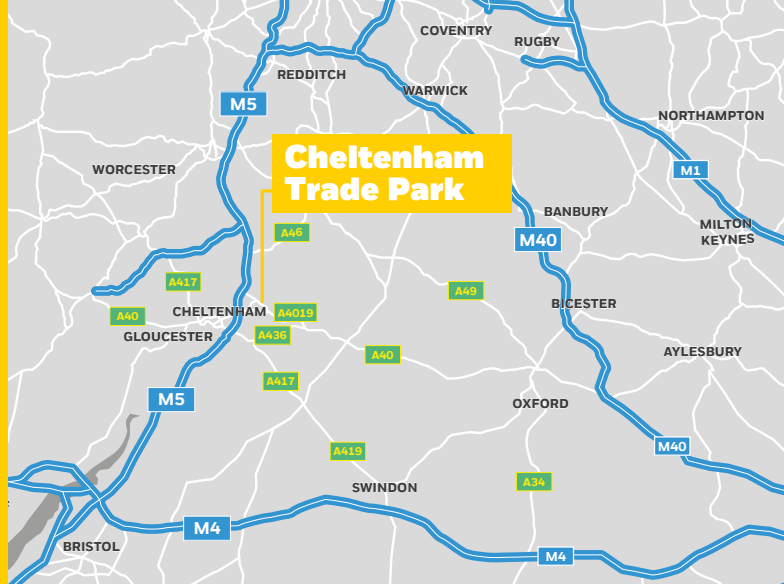 COVENTRY
RUGBY
REDDITCH
WARWICK
M5
NORTHAMPTON
Cheltenham
Trade Park
WORCESTER
M1
BANBURY
MILTON
KEYNES
A46
M40
A417
A49
BICESTER
CHELTENHAM
A4019
A40
GLOUCESTER
A436
A40
AYLESBURY
A417
M5
OXFORD
M40
A419
A34
SWINDON
M4
BRISTOL
M4